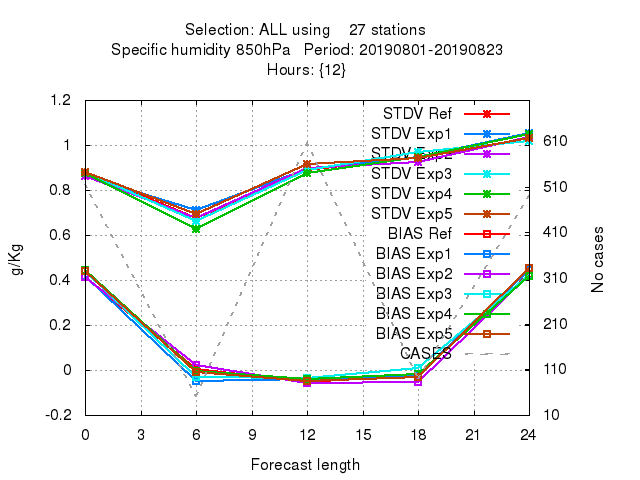 Selection: ALL using    27 stations
Specific humidity 850hPa   Period: 20190801-20190823
Hours: {12}
g/Kg
No cases
1.2
1
0.8
0.6
0.4
0.2
0
-0.2
610
510
410
310
210
110
10
STDV Ref
STDV Exp1
STDV Exp2
STDV Exp3
STDV Exp4
STDV Exp5
BIAS Ref
BIAS Exp1
BIAS Exp2
BIAS Exp3
BIAS Exp4
BIAS Exp5
CASES
0 3 6 9 12 15 18 21 24
Forecast length